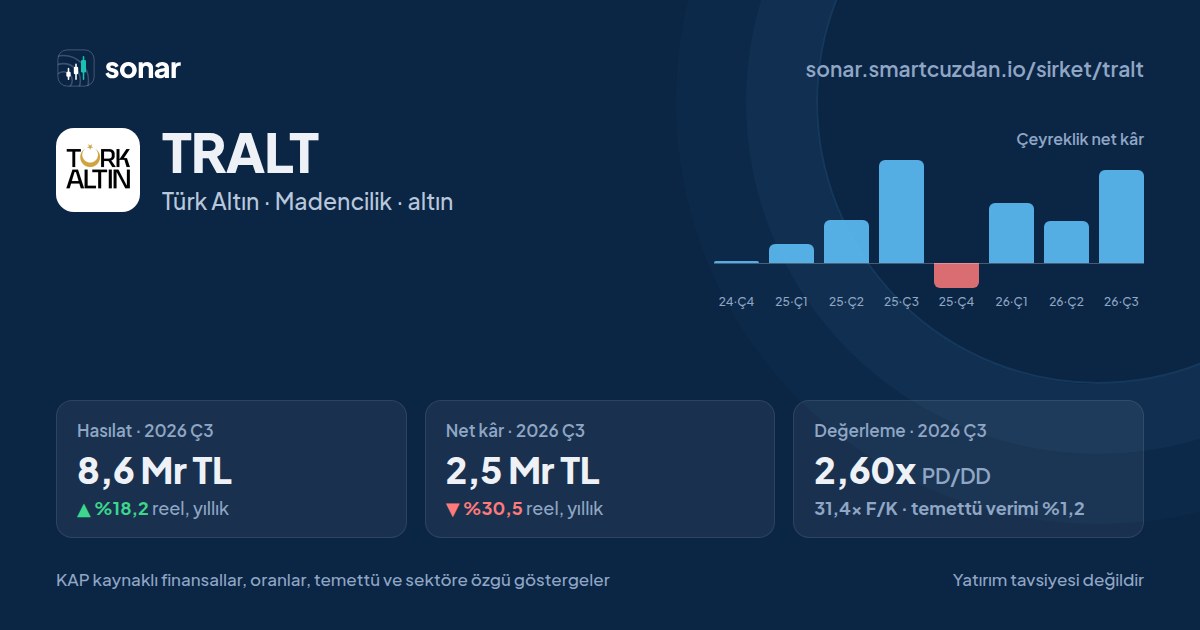 sonar
sonar.smartcuzdan.io/sirket/tralt
TÜRK
ALTIN
TRALT
Türk Altın · Madencilik · altın
Çeyreklik net kâr
24·Ç4 25·Ç1 25·Ç2 25·Ç3 25·Ç4 26·Ç1 26·Ç2 26·Ç3
Hasılat · 2026 Ç3
8,6 Mr TL
▲ %18,2 reel, yıllık
Net kâr · 2026 Ç3
2,5 Mr TL
▼ %30,5 reel, yıllık
Değerleme · 2026 Ç3
2,60x PD/DD
31,4× F/K · temettü verimi %1,2
KAP kaynaklı finansallar, oranlar, temettü ve sektöre özgü göstergeler
Yatırım tavsiyesi değildir